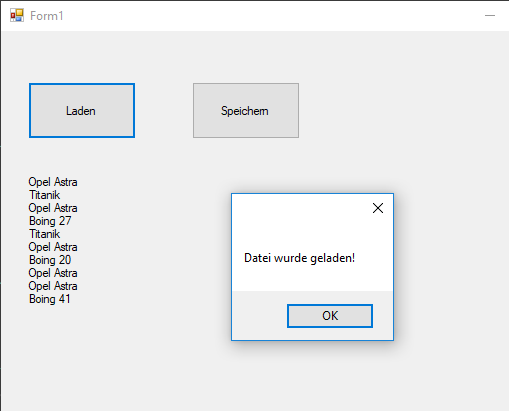 Form1
Laden
Speichern
Opel Astra
Titanik
Opel Astra
Boing 27
Titanik
Opel Astra
Boing 20
Opel Astra
Opel Astra
Boing 41
Datei wurde geladen!
OK